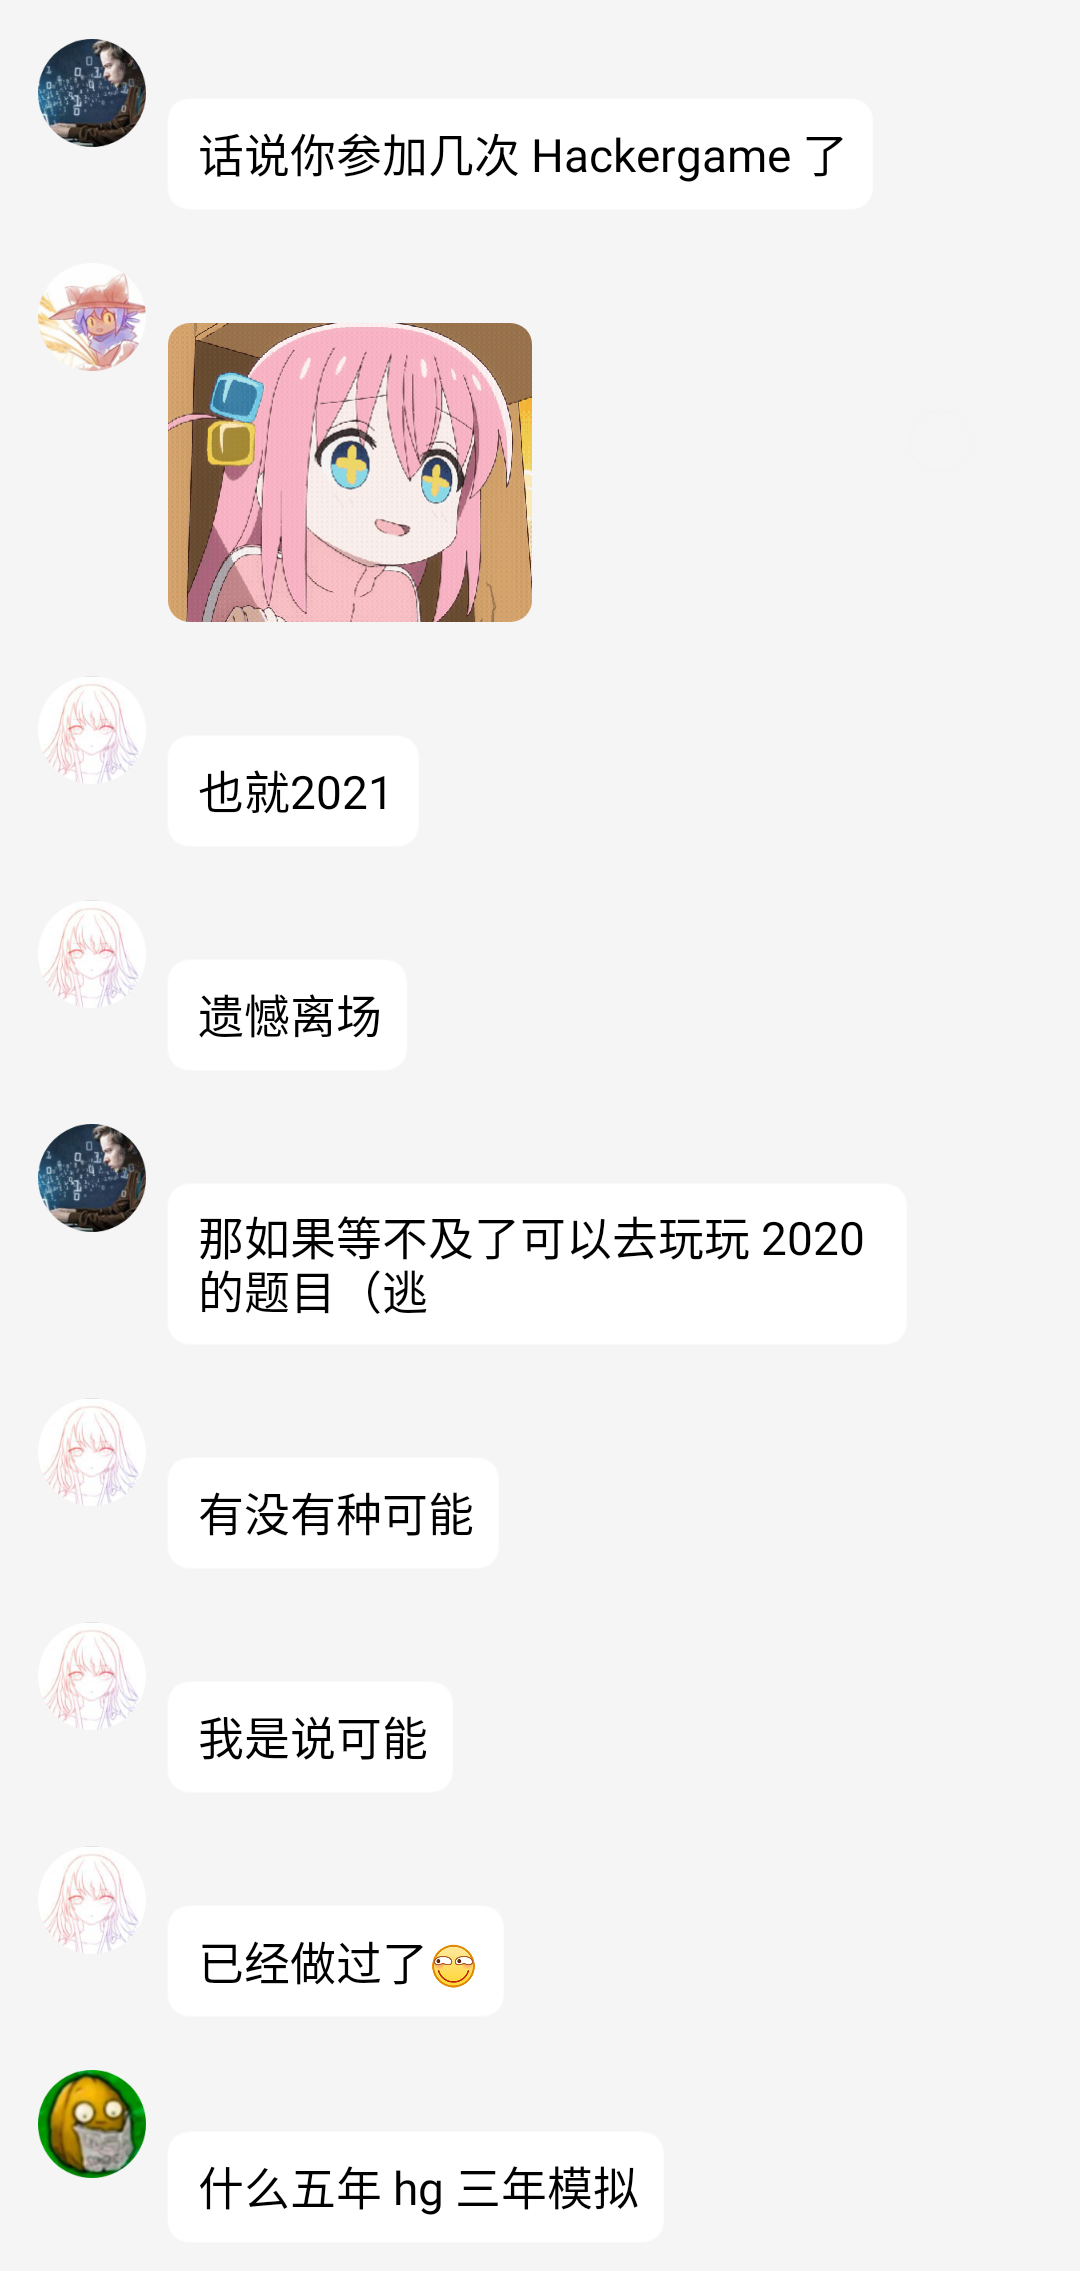 话说你参加几次 Hackergame 了
也就2021
遗憾离场
那如果等不及了可以去玩玩 2020
的题目（逃
有没有种可能
我是说可能
已经做过了
什么五年 hg 三年模拟